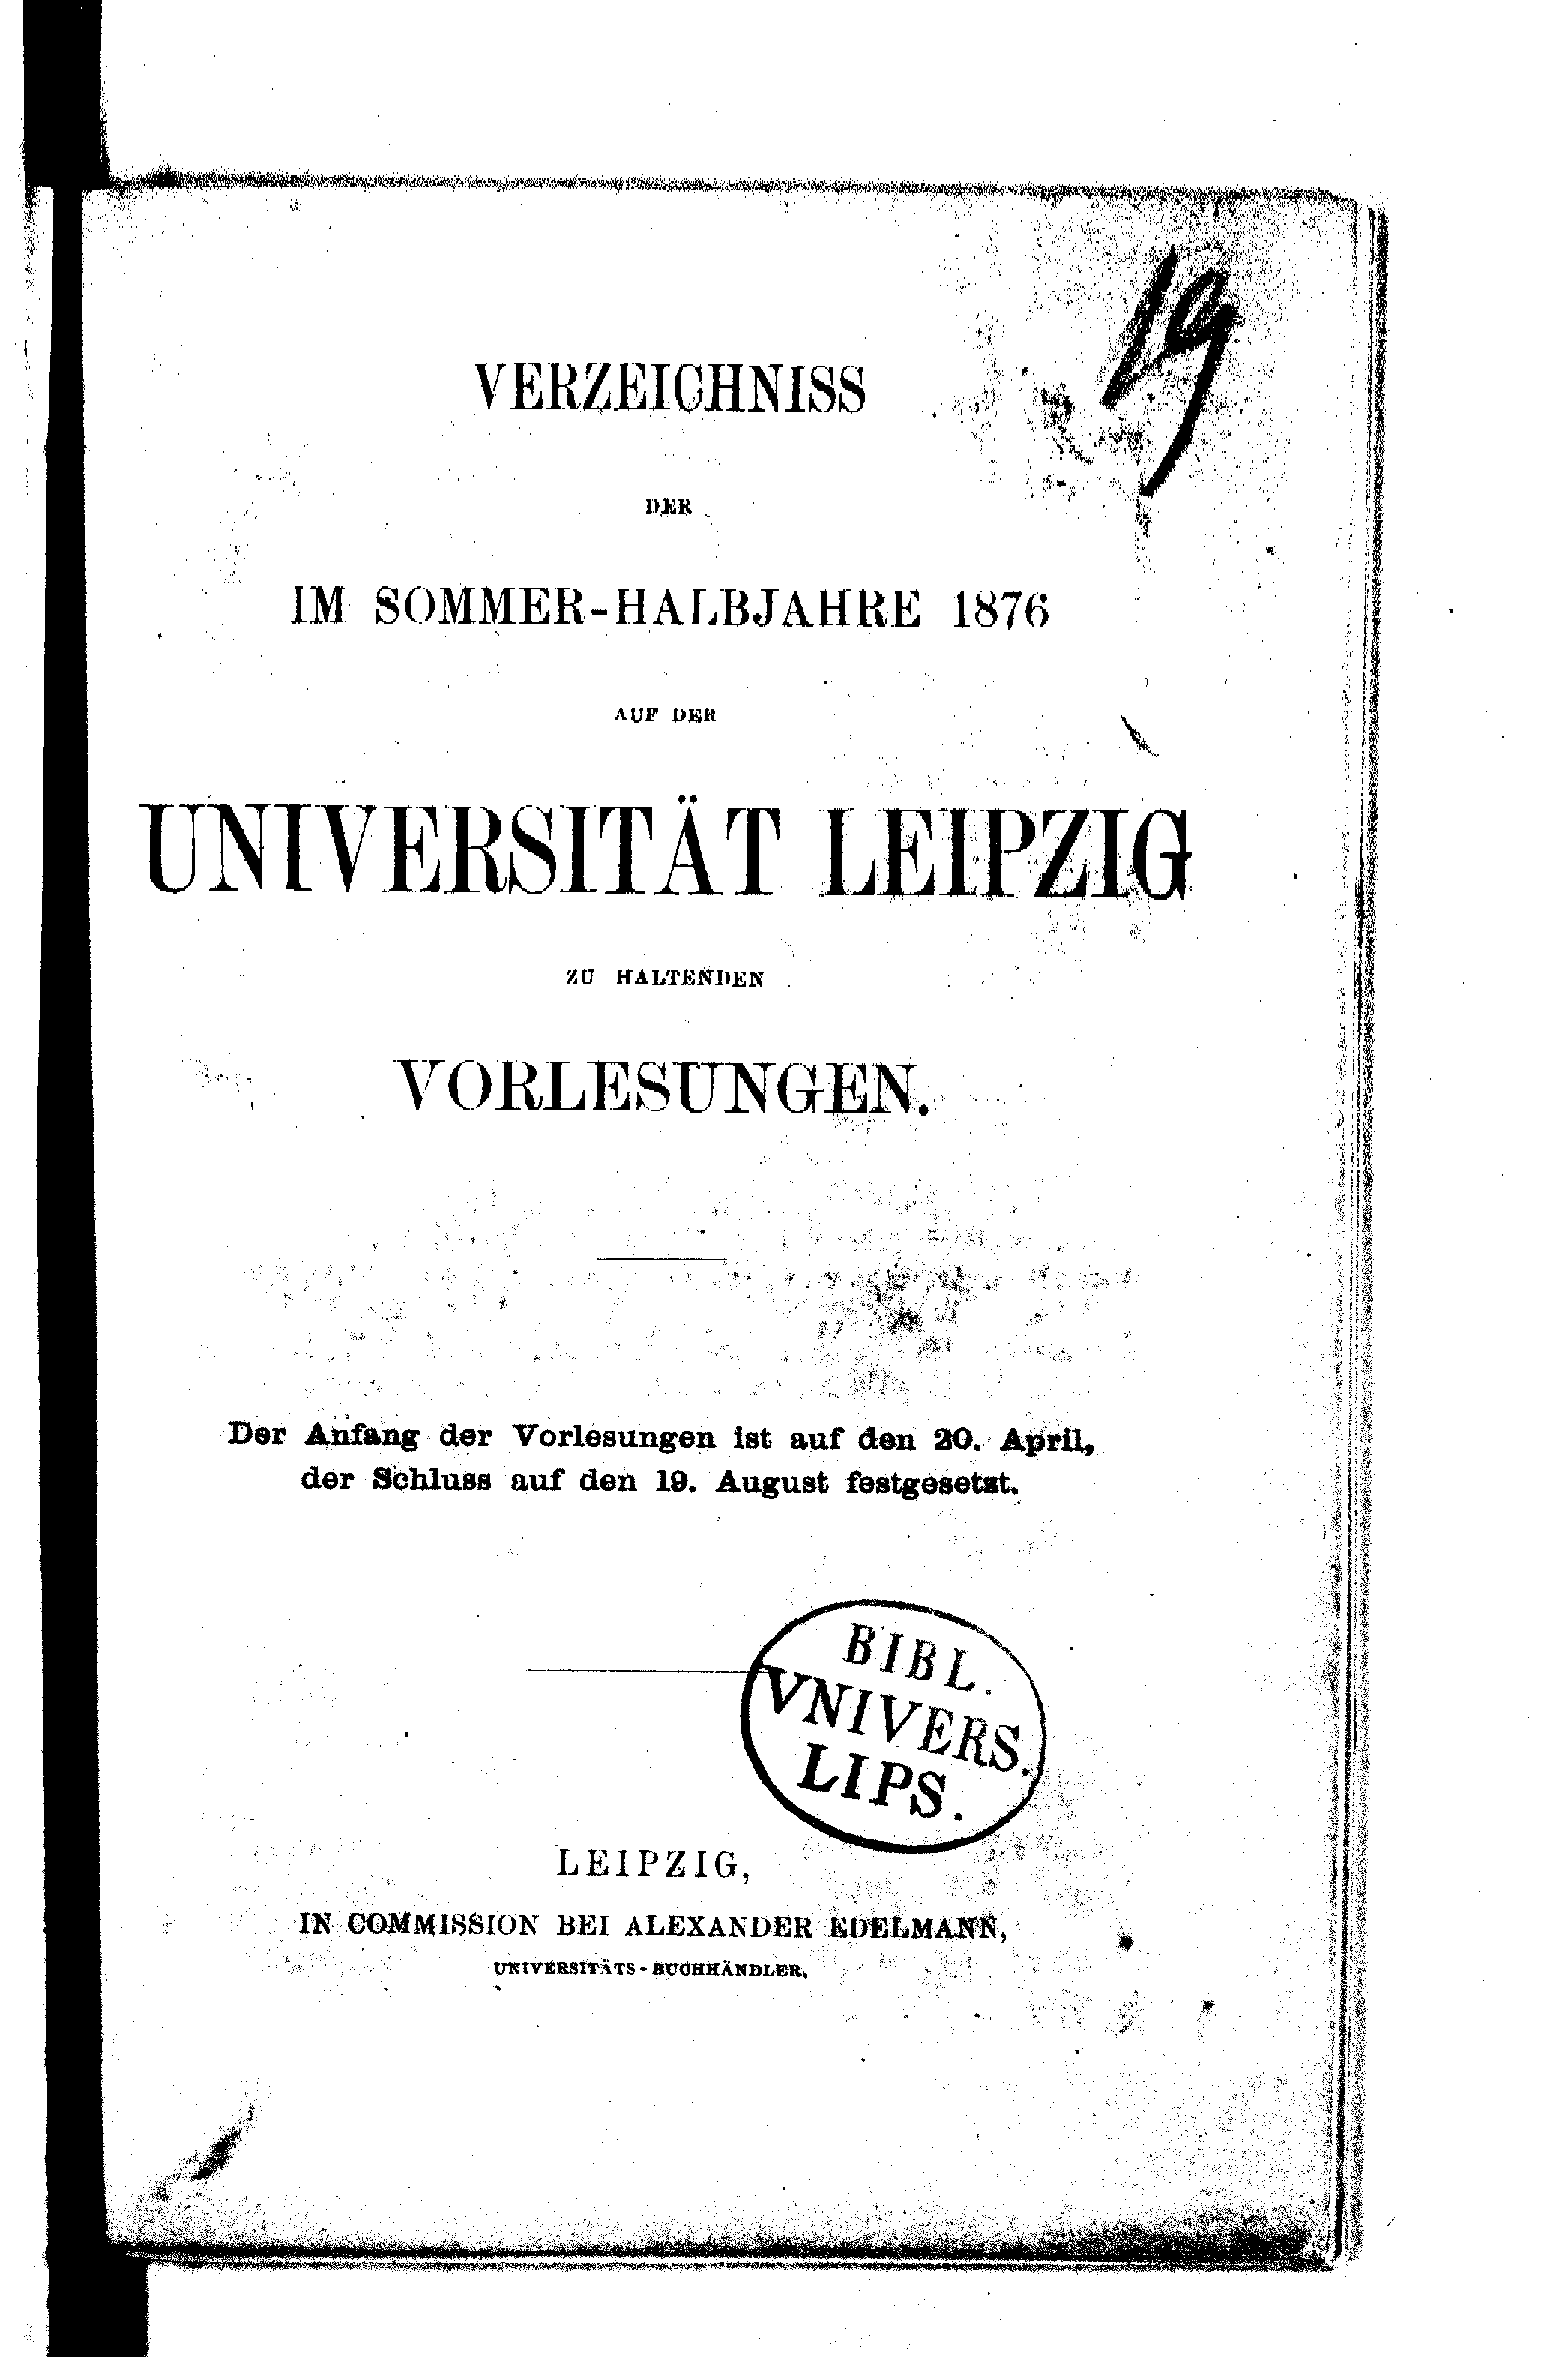 19
VERZEICHNISS
DER
IM SOMMER-HALBJAHRE 1876
AUF DER
UNIVERSITÄT LEIPZIG
ZU HALTENDEN
VORLESUNGEN.
Der Anfang der Vorlesungen ist auf den 20. April,
der Schluss auf den 19. August festgesetzt.
BIBL.
VNIVERS.
LIPS.
LEIPZIG,
IN COMMISSION BEI ALEXANDER EDELMANN,
UNIVERSITÄTS-BUCHHÄNDLER.